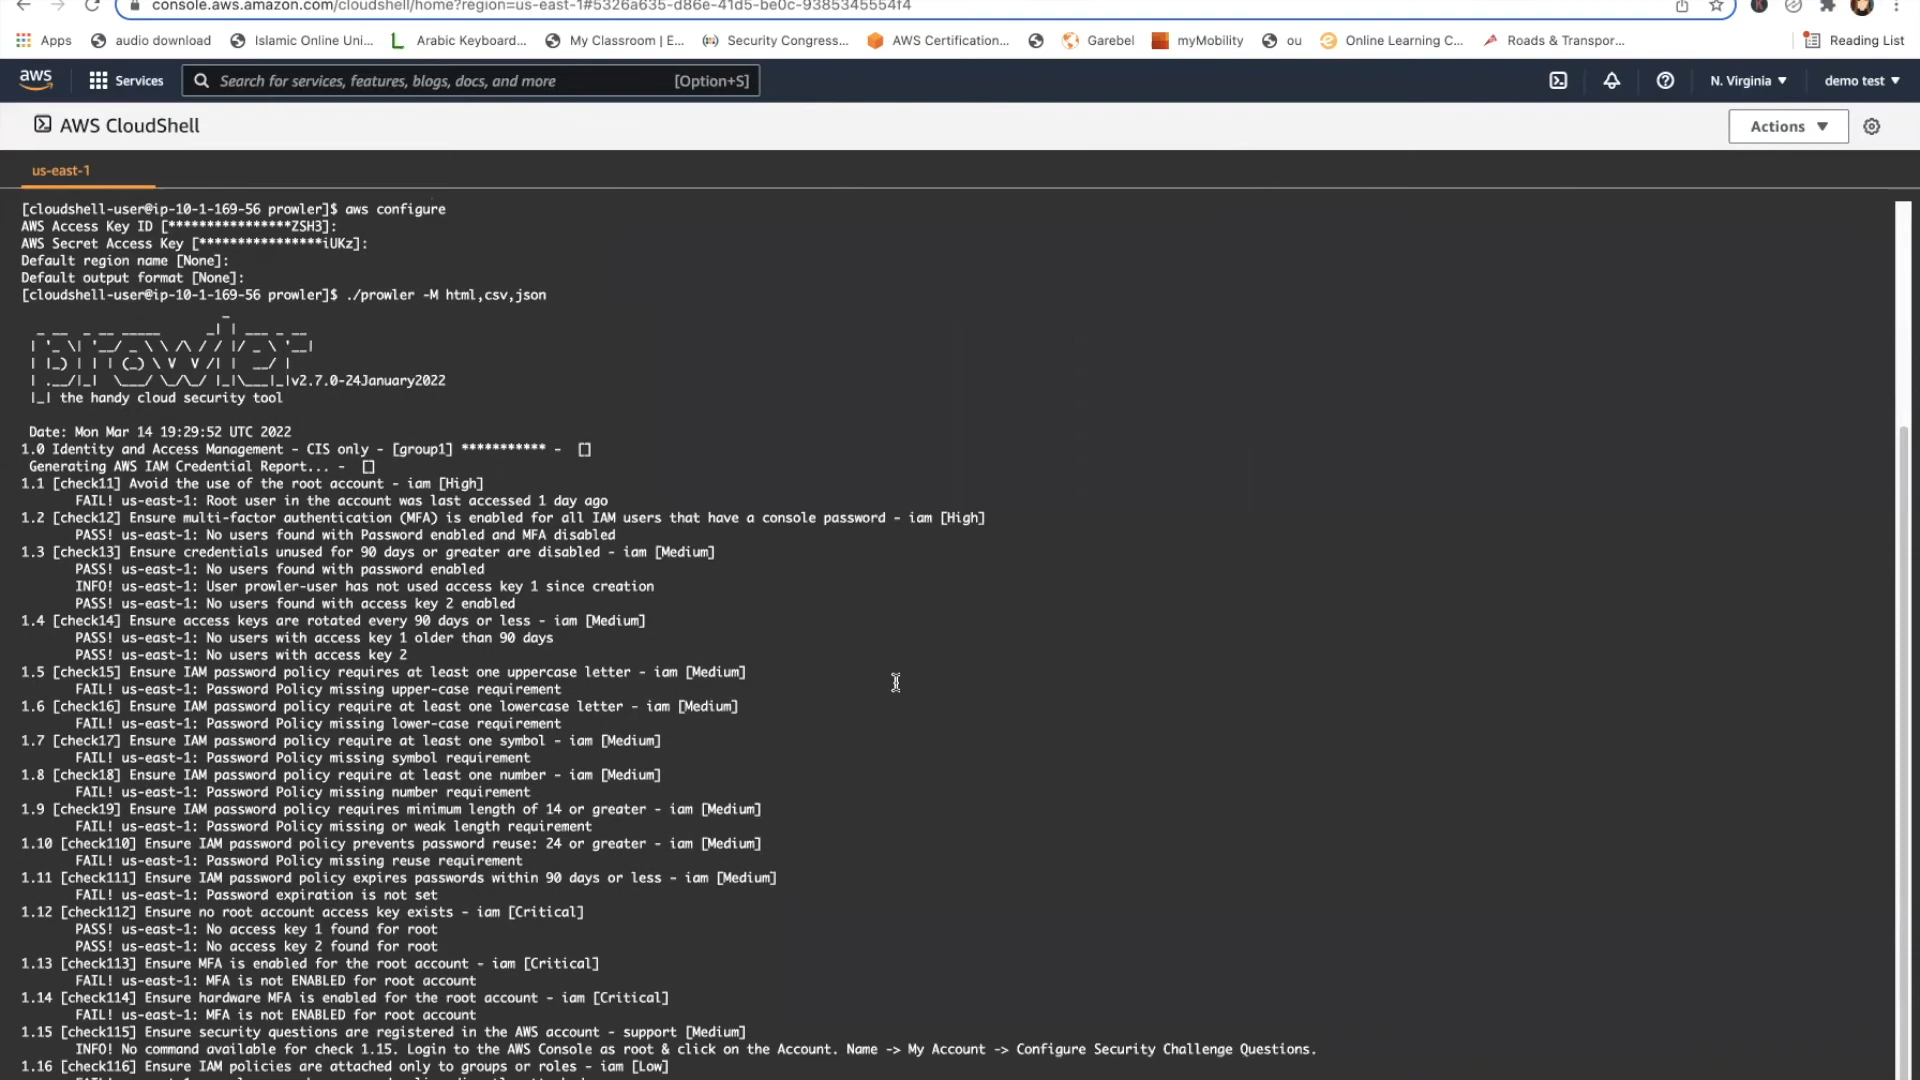 console.aws.amazon.com/cloudshell/home?region=us-east-1#5326a635-d86e-41d5-be0c-9385345554f4
Apps audio download Islamic Online Uni... Arabic Keyboard... My Classroom | E... Security Congress... AWS Certification... Garebel myMobility ou Online Learning C... Roads & Transpor... Reading List
aws Services Search for services, features, blogs, docs, and more [Option+S] N. Virginia ▼ demo test ▼
AWS CloudShell Actions ▼
us-east-1
[cloudshell-user@ip-10-1-169-56 prowler]$ aws configure
AWS Access Key ID [****************ZSH3]:
AWS Secret Access Key [****************iUKz]:
Default region name [None]:
Default output format [None]:
[cloudshell-user@ip-10-1-169-56 prowler]$ ./prowler -M html,csv,json
prowler v2.7.0-24January2022
|_| the handy cloud security tool
Date: Mon Mar 14 19:29:52 UTC 2022
1.0 Identity and Access Management - CIS only - [group1] *********** - []
Generating AWS IAM Credential Report... - []
1.1 [check11] Avoid the use of the root account - iam [High]
FAIL! us-east-1: Root user in the account was last accessed 1 day ago
1.2 [check12] Ensure multi-factor authentication (MFA) is enabled for all IAM users that have a console password - iam [High]
PASS! us-east-1: No users found with Password enabled and MFA disabled
1.3 [check13] Ensure credentials unused for 90 days or greater are disabled - iam [Medium]
PASS! us-east-1: No users found with password enabled
INFO! us-east-1: User prowler-user has not used access key 1 since creation
PASS! us-east-1: No users found with access key 2 enabled
1.4 [check14] Ensure access keys are rotated every 90 days or less - iam [Medium]
PASS! us-east-1: No users with access key 1 older than 90 days
PASS! us-east-1: No users with access key 2
1.5 [check15] Ensure IAM password policy requires at least one uppercase letter - iam [Medium]
FAIL! us-east-1: Password Policy missing upper-case requirement
1.6 [check16] Ensure IAM password policy require at least one lowercase letter - iam [Medium]
FAIL! us-east-1: Password Policy missing lower-case requirement
1.7 [check17] Ensure IAM password policy require at least one symbol - iam [Medium]
FAIL! us-east-1: Password Policy missing symbol requirement
1.8 [check18] Ensure IAM password policy require at least one number - iam [Medium]
FAIL! us-east-1: Password Policy missing number requirement
1.9 [check19] Ensure IAM password policy requires minimum length of 14 or greater - iam [Medium]
FAIL! us-east-1: Password Policy missing or weak length requirement
1.10 [check110] Ensure IAM password policy prevents password reuse: 24 or greater - iam [Medium]
FAIL! us-east-1: Password Policy missing reuse requirement
1.11 [check111] Ensure IAM password policy expires passwords within 90 days or less - iam [Medium]
FAIL! us-east-1: Password expiration is not set
1.12 [check112] Ensure no root account access key exists - iam [Critical]
PASS! us-east-1: No access key 1 found for root
PASS! us-east-1: No access key 2 found for root
1.13 [check113] Ensure MFA is enabled for the root account - iam [Critical]
FAIL! us-east-1: MFA is not ENABLED for root account
1.14 [check114] Ensure hardware MFA is enabled for the root account - iam [Critical]
FAIL! us-east-1: MFA is not ENABLED for root account
1.15 [check115] Ensure security questions are registered in the AWS account - support [Medium]
INFO! No command available for check 1.15. Login to the AWS Console as root & click on the Account. Name -> My Account -> Configure Security Challenge Questions.
1.16 [check116] Ensure IAM policies are attached only to groups or roles - iam [Low]